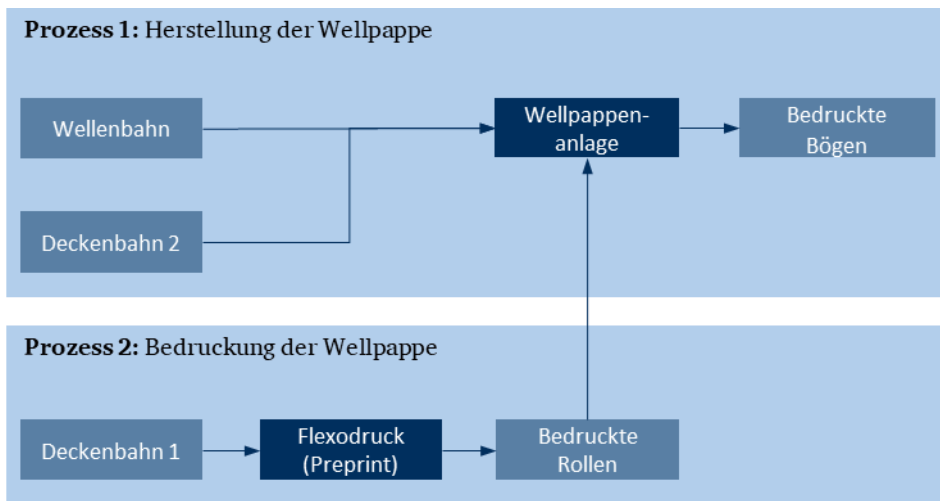 Prozess 1: Herstellung der Wellpappe
Wellenbahn
Wellpappen-
anlage
Bedruckte
Bögen
Deckenbahn 2
Prozess 2: Bedruckung der Wellpappe
Deckenbahn 1
Flexodruck
(Preprint)
Bedruckte
Rollen